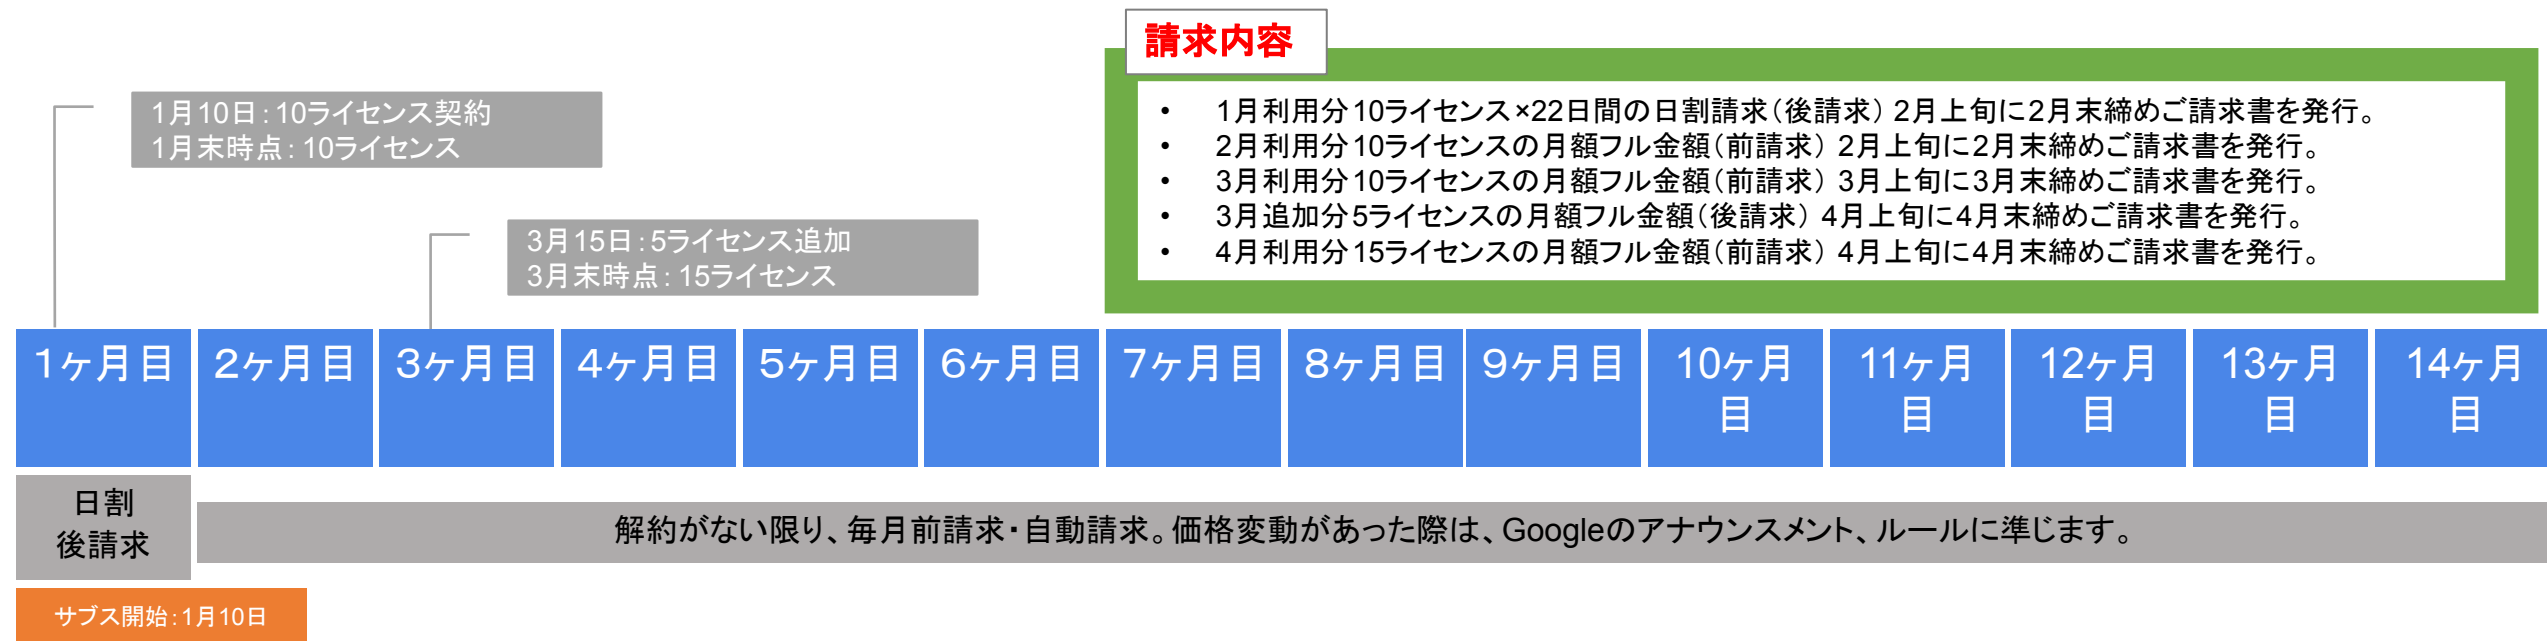 請求内容
• 1月利用分10ライセンス×22日間の日割請求（後請求） 2月上旬に2月末締めご請求書を発行。
• 2月利用分10ライセンスの月額フル金額（前請求） 2月上旬に2月末締めご請求書を発行。
• 3月利用分10ライセンスの月額フル金額（前請求） 3月上旬に3月末締めご請求書を発行。
• 3月追加分5ライセンスの月額フル金額（後請求） 4月上旬に4月末締めご請求書を発行。
• 4月利用分15ライセンスの月額フル金額（前請求） 4月上旬に4月末締めご請求書を発行。
1月10日：10ライセンス契約
1月末時点：10ライセンス
3月15日：5ライセンス追加
3月末時点：15ライセンス
1ヶ月目
2ヶ月目
3ヶ月目
4ヶ月目
5ヶ月目
6ヶ月目
7ヶ月目
8ヶ月目
9ヶ月目
10ヶ月
目
11ヶ月
目
12ヶ月
目
13ヶ月
目
14ヶ月
目
日割
後請求
解約がない限り、毎月前請求・自動請求。価格変動があった際は、Googleのアナウンスメント、ルールに準じます。
サブス開始：1月10日